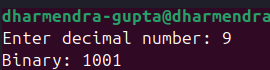 dharmendra-gupta@dharmendra
Enter decimal number: 9
Binary: 1001